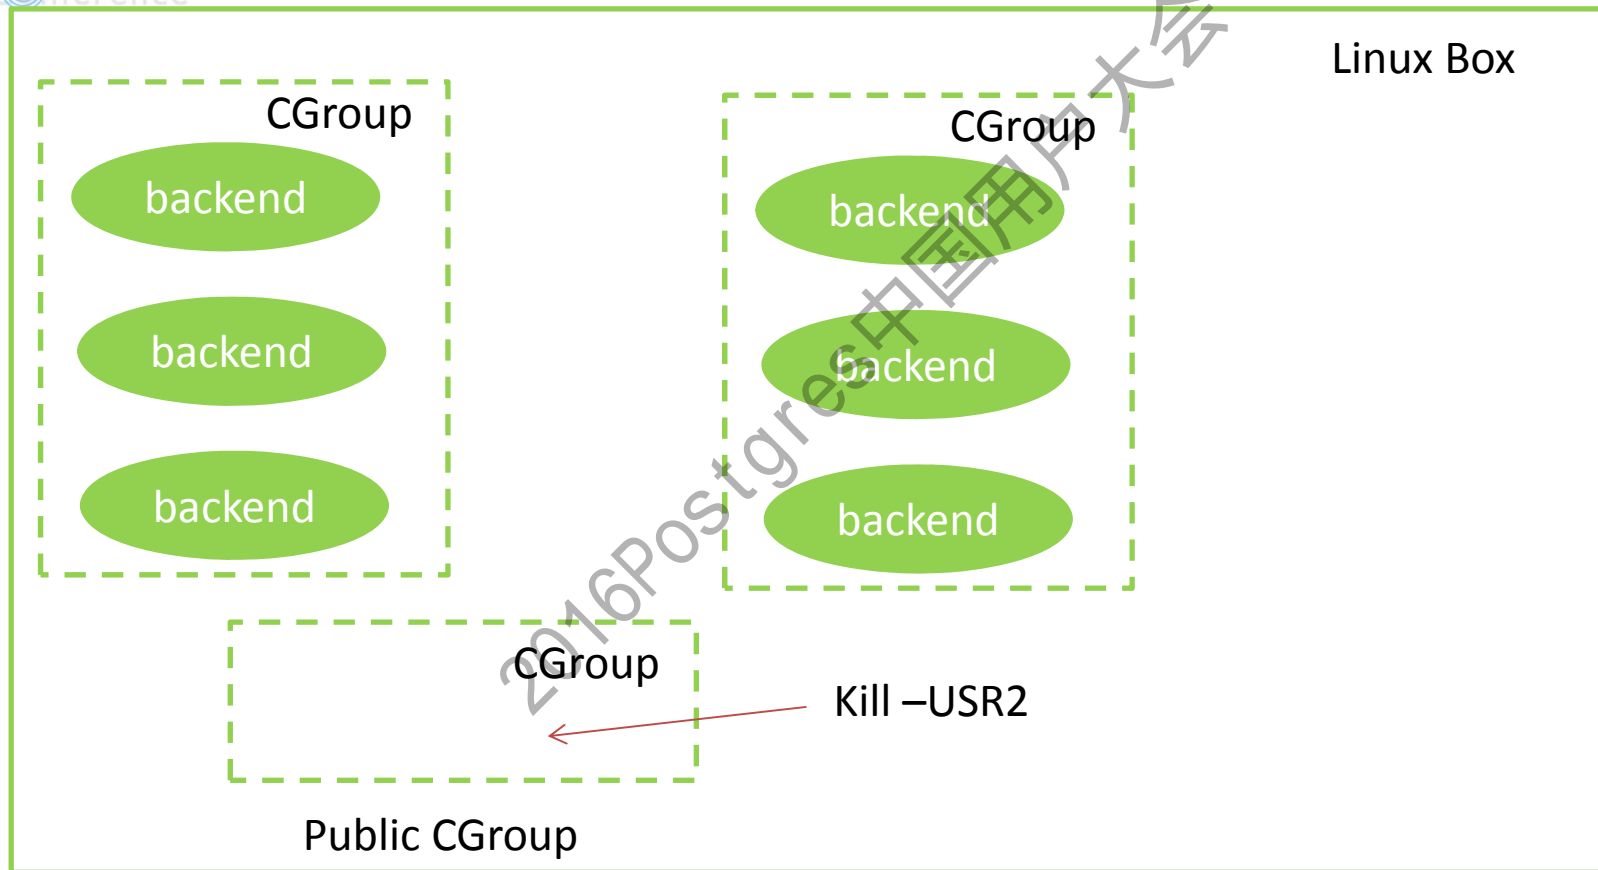 Linux Box
CGroup
backend
backend
backend
CGroup
backend
backend
backend
CGroup
Kill –USR2
Public CGroup
2016Postgres中国用户大会